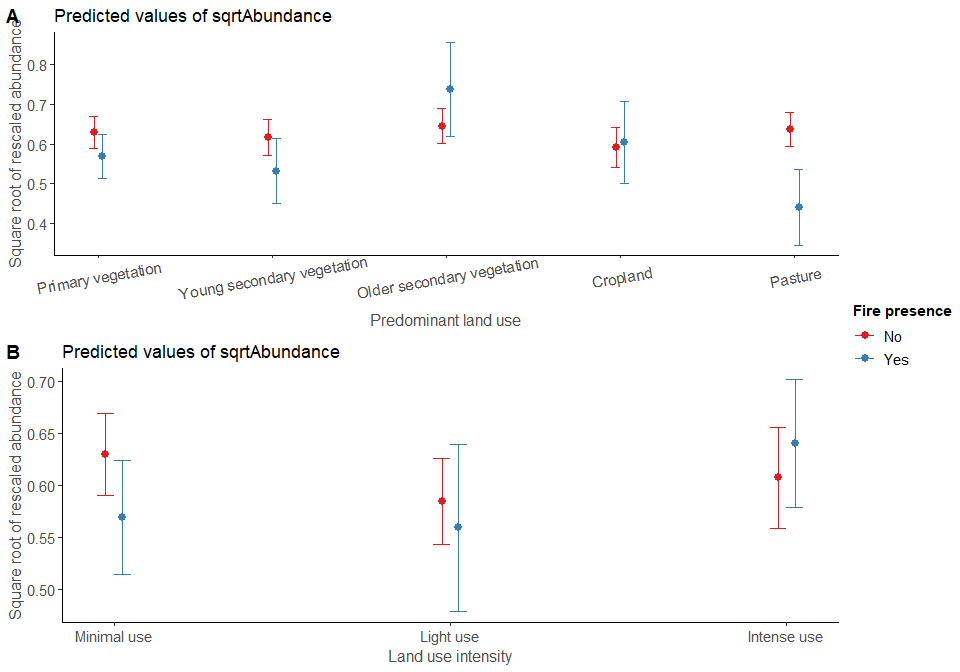 A
Predicted values of sqrtAbundance
Square root of rescaled abundance
0.8
0.7
0.6
0.5
0.4
Primary vegetation
Young secondary vegetation
Older secondary vegetation
Cropland
Pasture
Predominant land use
Fire presence
No
Yes
B
Predicted values of sqrtAbundance
Square root of rescaled abundance
0.70
0.65
0.60
0.55
0.50
Minimal use
Light use
Intense use
Land use intensity